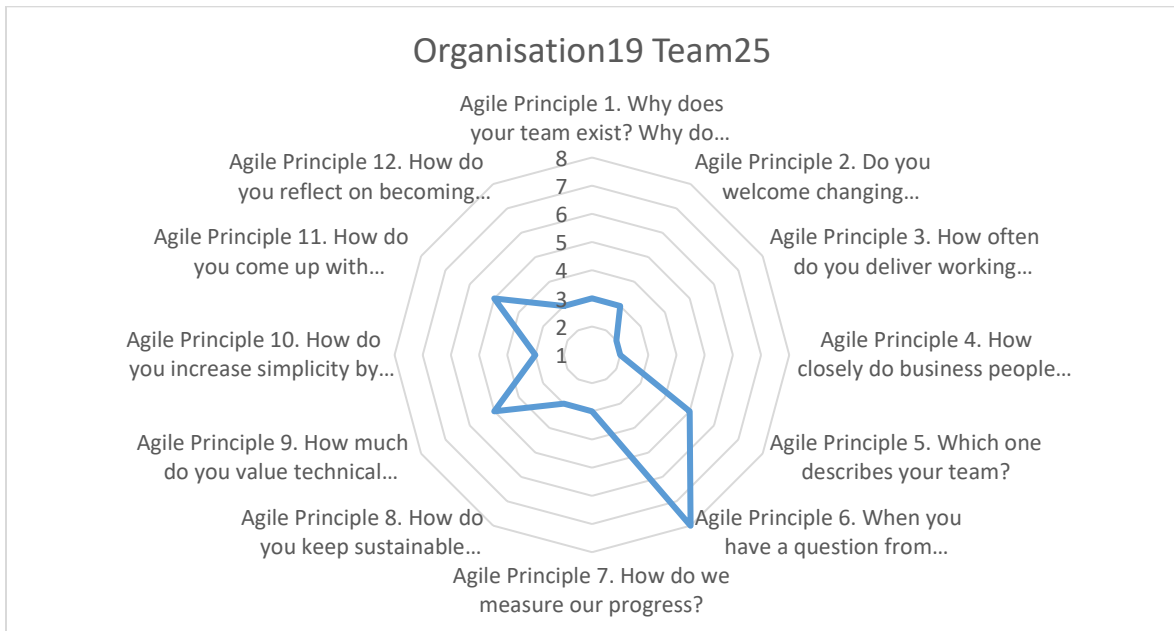 Organisation19 Team25
Agile Principle 1. Why does
your team exist? Why do...
Agile Principle 2. Do you
welcome changing...
Agile Principle 3. How often
do you deliver working...
Agile Principle 4. How
closely do business people...
Agile Principle 5. Which one
describes your team?
Agile Principle 6. When you
have a question from...
Agile Principle 7. How do we
measure our progress?
Agile Principle 8. How do
you keep sustainable...
Agile Principle 9. How much
do you value technical...
Agile Principle 10. How do
you increase simplicity by...
Agile Principle 11. How do
you come up with...
Agile Principle 12. How do
you reflect on becoming...
8
7
6
5
4
3
2
1